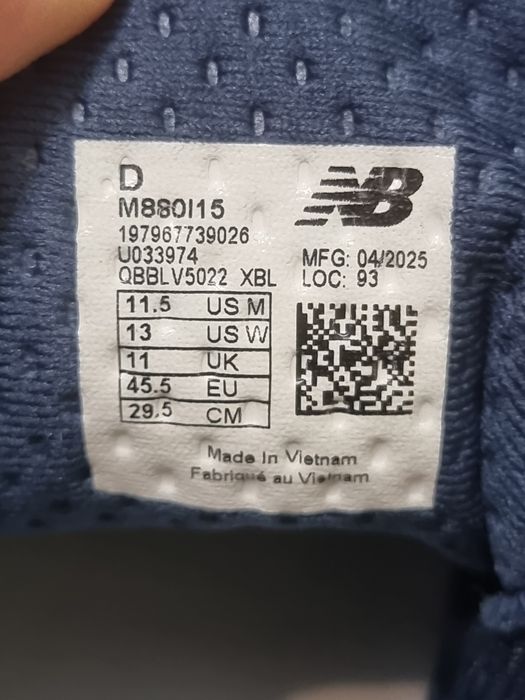 D
M880I15
197967739026
U033974
QBBLV5022 XBL
NB
MFG: 04/2025
LOC: 93
11.5 US M
13 US W
11 UK
45.5 EU
29.5 CM
Made In Vietnam
Fabriqué au Vietnam